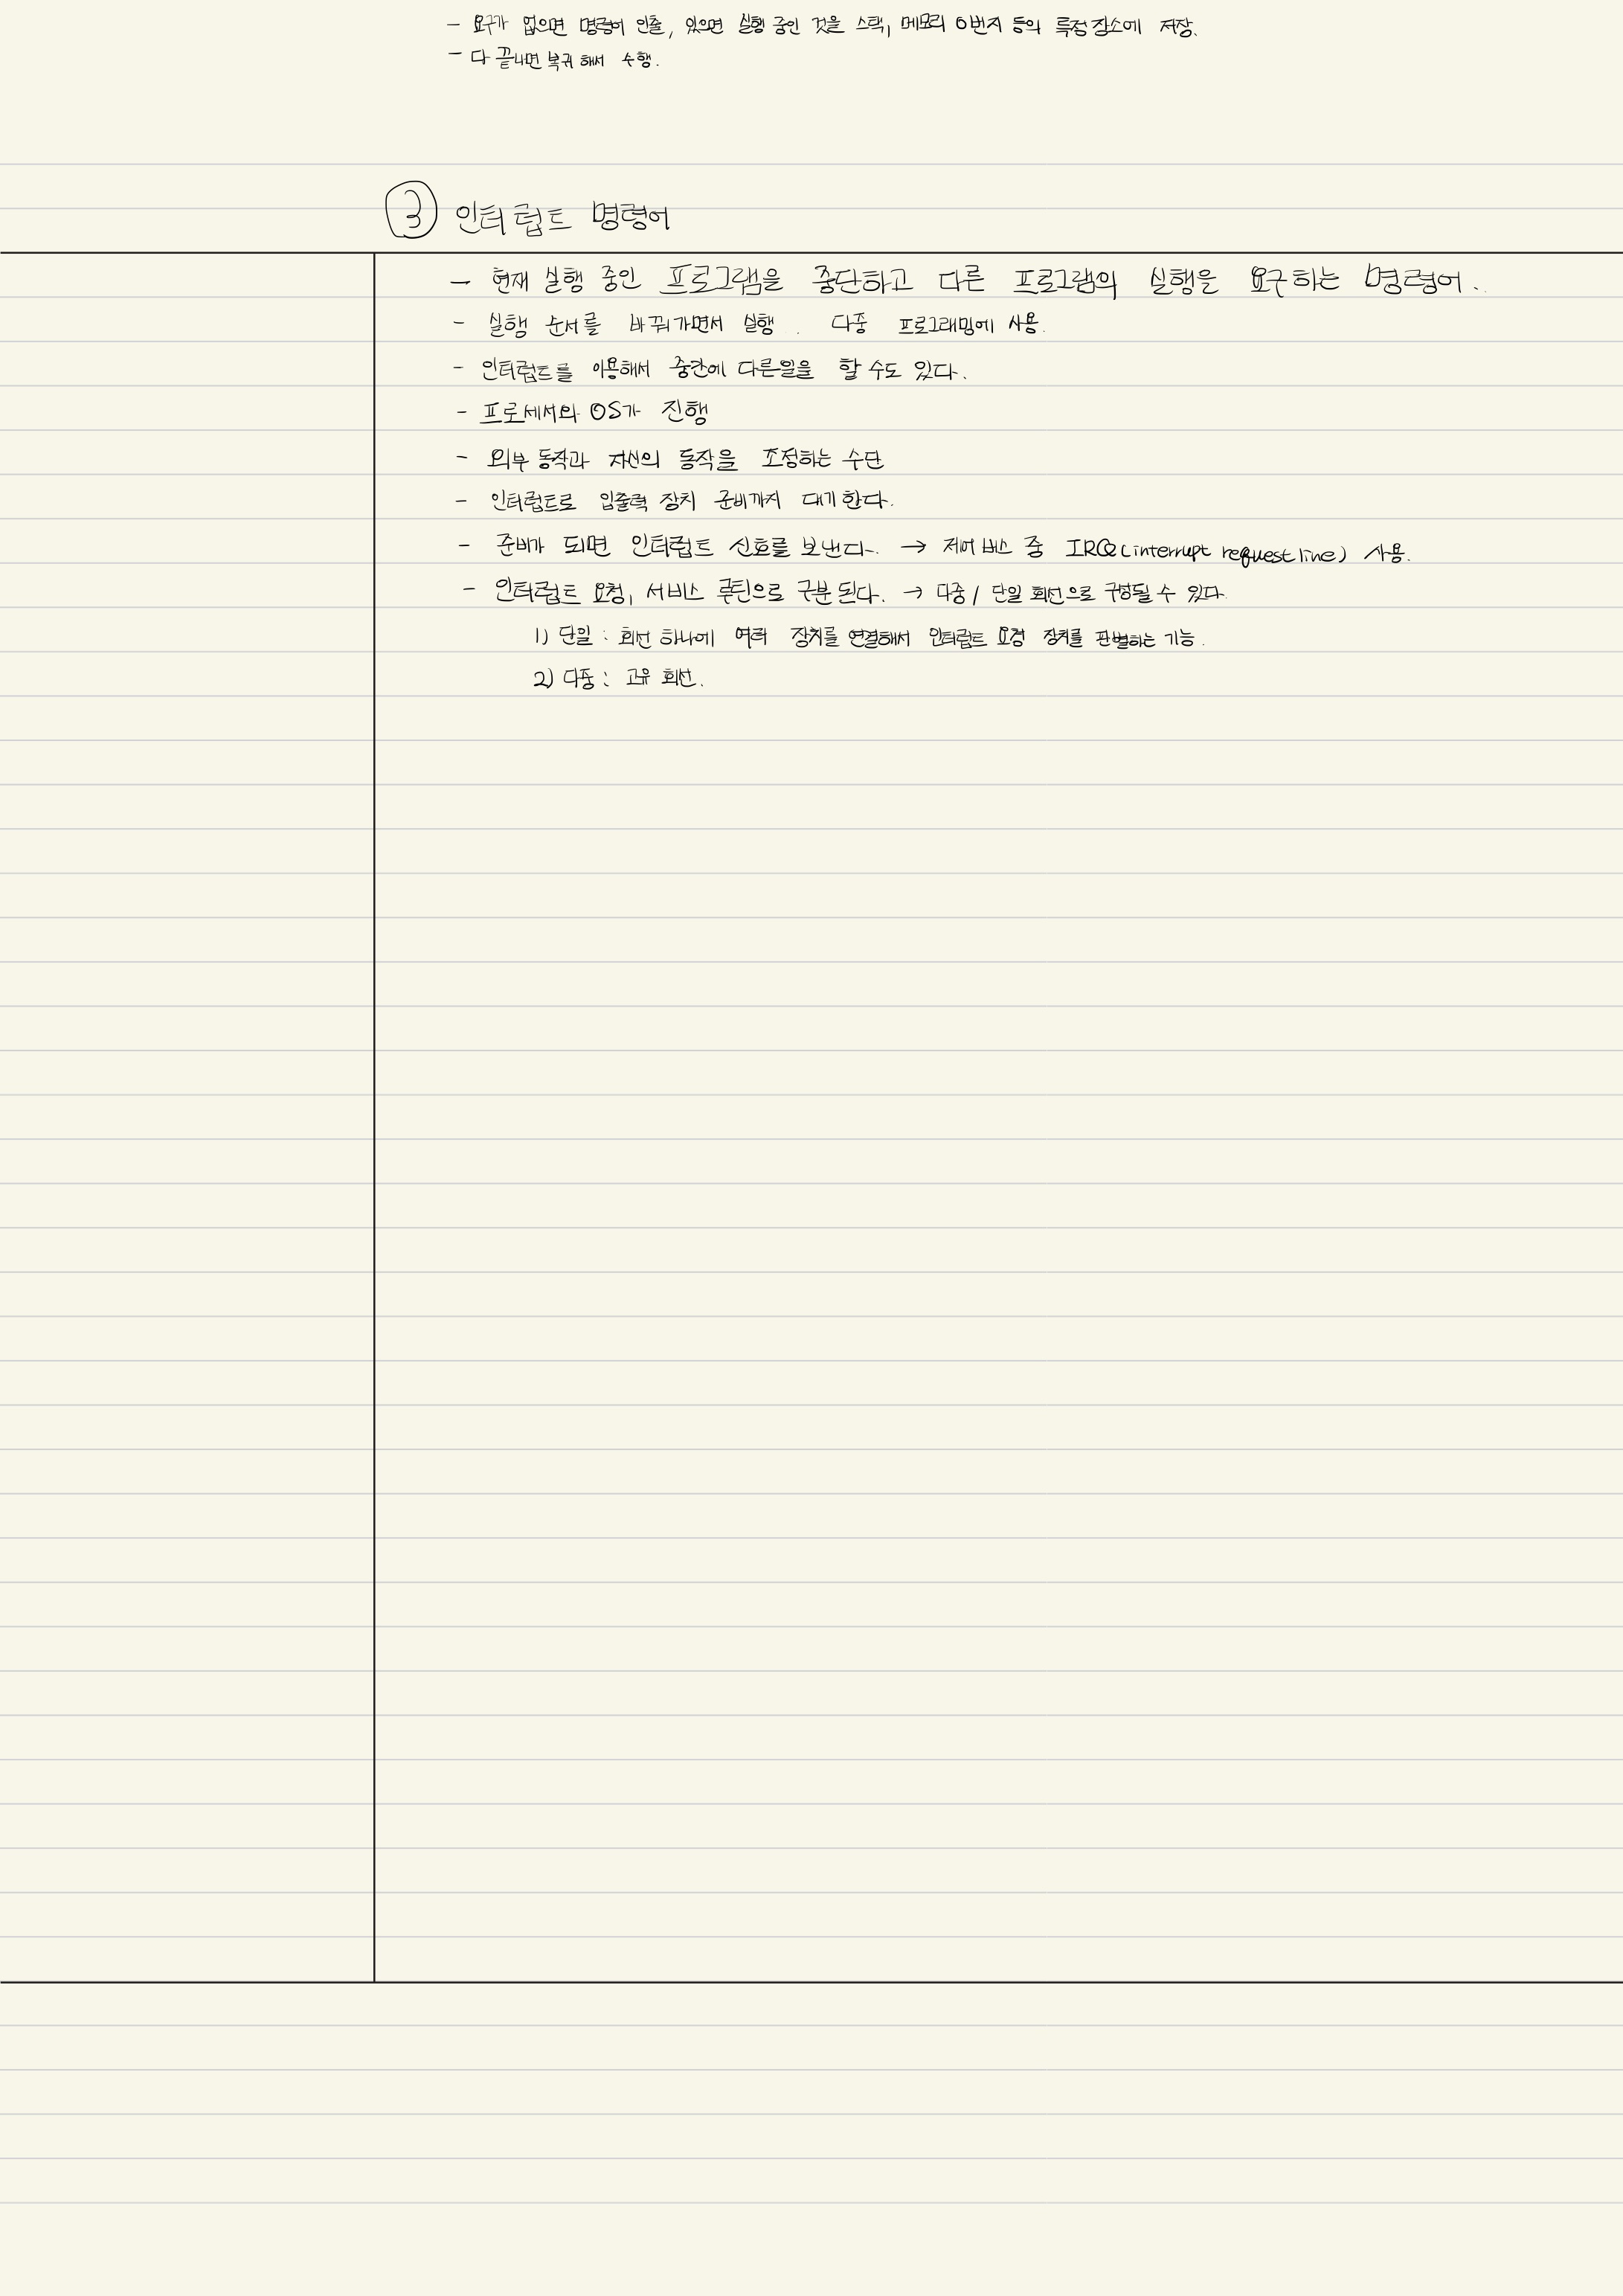 - 요구가 없으면 명령어 인출, 있으면 실행 중인 것을 스택, 메모리 0번지 등의 특정장소에 저장.
- 다 끝나면 복귀해서 수행.
③ 인터럽트 명령어
- 현재 실행 중인 프로그램을 중단하고 다른 프로그램의 실행을 요구하는 명령어.
- 실행 순서를 바꿔가면서 실행. 다중 프로그래밍에 사용.
- 인터럽트를 이용해서 중간에 다른일을 할 수도 있다.
- 프로세서와 OS가 진행
- 외부 동작과 자신의 동작을 조정하는 수단
- 인터럽트로 입출력 장치 준비까지 대기한다.
- 준비가 되면 인터럽트 신호를 보낸다. → 제어 버스 중 IRQ(interrupt request line) 사용.
- 인터럽트 요청, 서비스 루틴으로 구분된다. → 다중 / 단일 회선으로 구성될 수 있다.
1) 단일 : 회선 하나에 여러 장치를 연결해서 인터럽트 요청 장치를 판별하는 기능.
2) 다중 : 고유 회선.